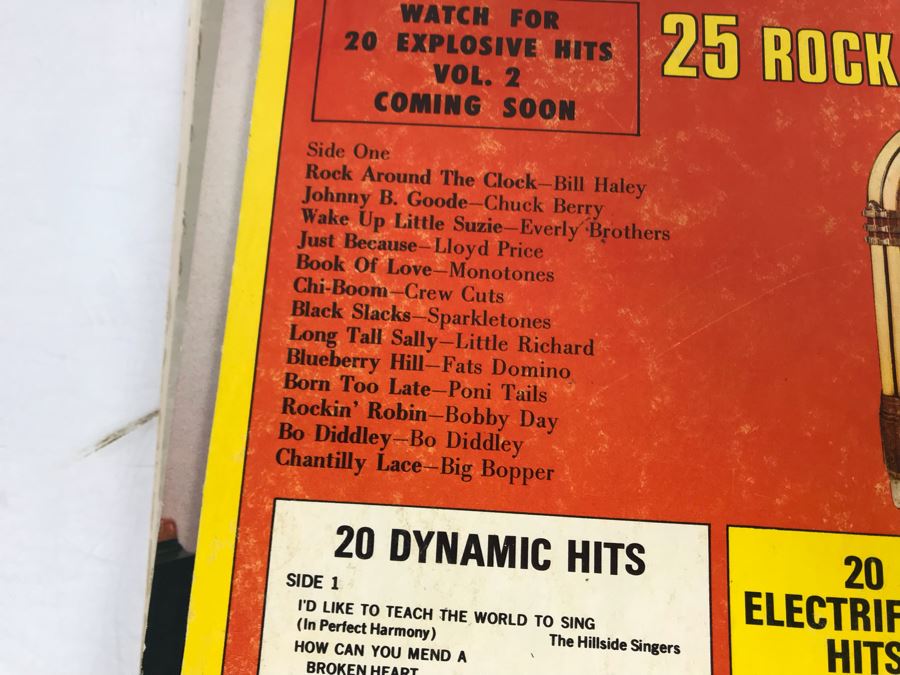 WATCH FOR
20 EXPLOSIVE HITS
VOL. 2
COMING SOON
25 ROCK
Side One
Rock Around The Clock—Bill Haley
Johnny B. Goode—Chuck Berry
Wake Up Little Suzie—Everly Brothers
Just Because—Lloyd Price
Book Of Love—Monotones
Chi-Boom—Crew Cuts
Black Slacks—Sparkletones
Long Tall Sally—Little Richard
Blueberry Hill—Fats Domino
Born Too Late—Poni Tails
Rockin' Robin—Bobby Day
Bo Diddley—Bo Diddley
Chantilly Lace—Big Bopper
20 DYNAMIC HITS
SIDE 1
I'D LIKE TO TEACH THE WORLD TO SING
(In Perfect Harmony) The Hillside Singers
HOW CAN YOU MEND A
BROKEN HEART
20
ELECTRIF
HITS